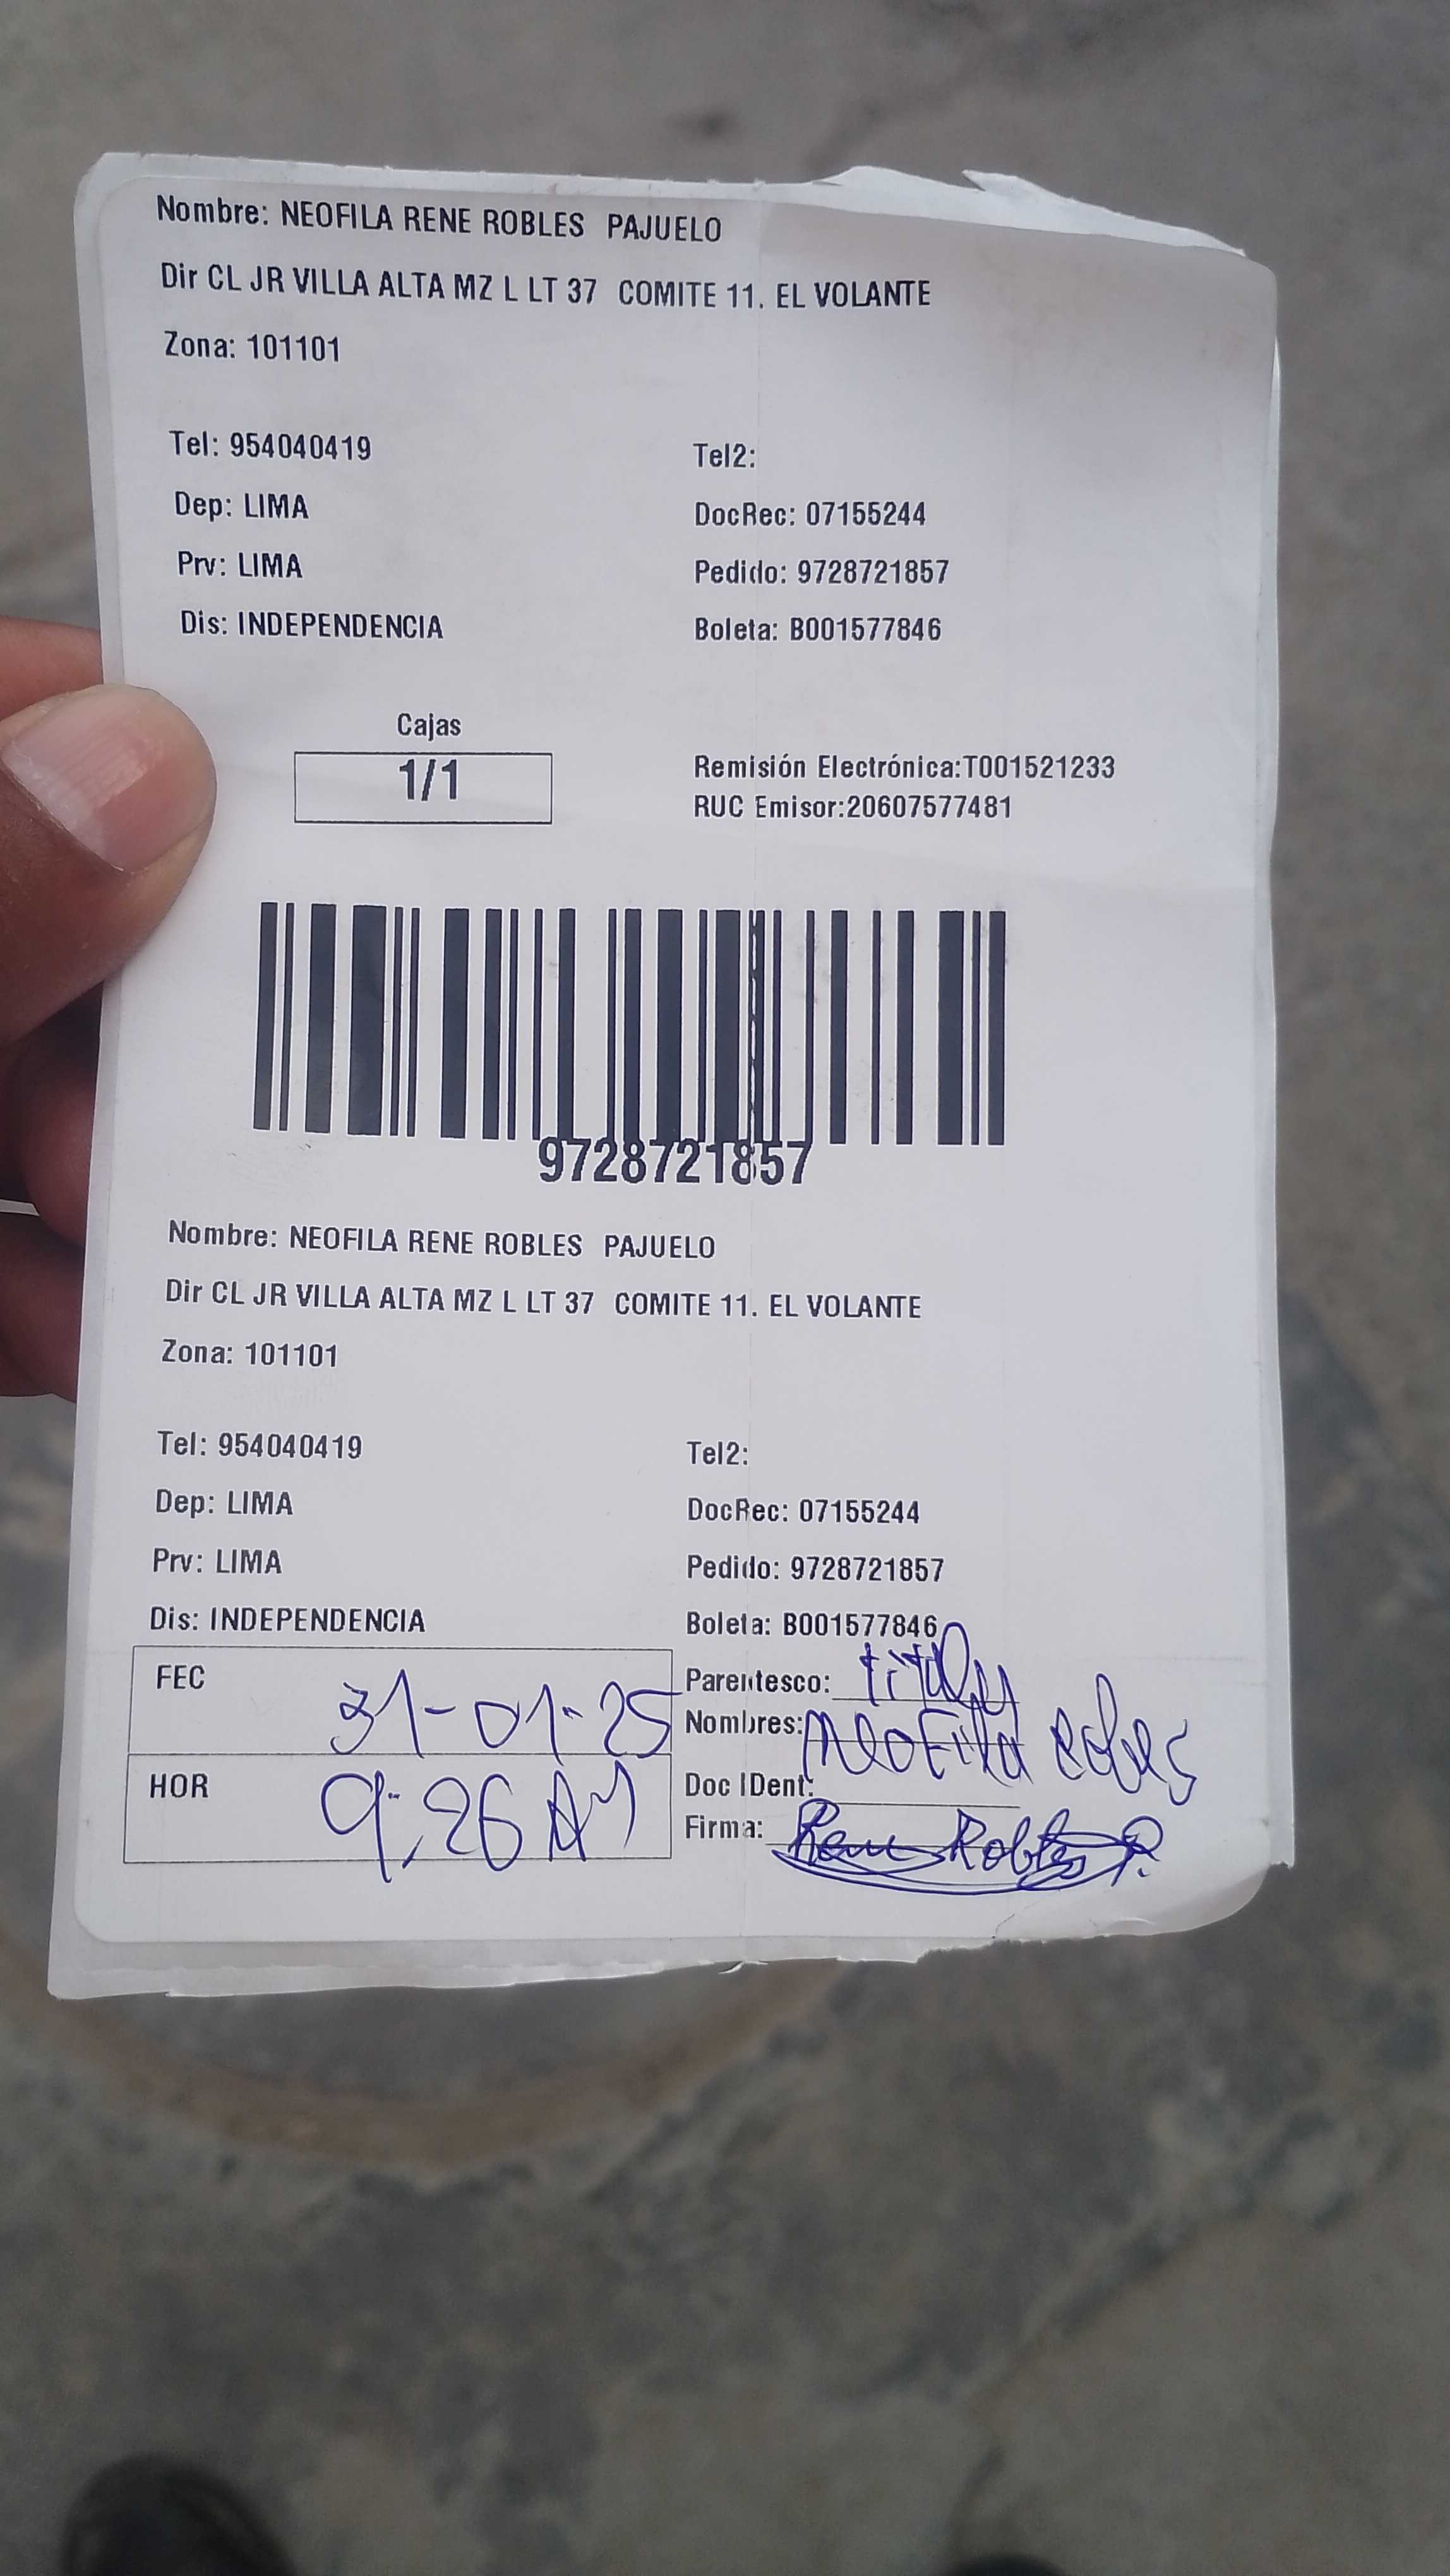 Nombre: NEOFILA RENE ROBLES PAJUELO
Dir CL JR VILLA ALTA MZ L LT 37 COMITE 11. EL VOLANTE
Zona: 101101
Tel: 954040419 Tel2:
Dep: LIMA DocRec: 07155244
Prv: LIMA Pedido: 9728721857
Dis: INDEPENDENCIA Boleta: B001577846
Cajas
1/1
Remisión Electrónica:T001521233
RUC Emisor:20607577481
9728721857
Nombre: NEOFILA RENE ROBLES PAJUELO
Dir CL JR VILLA ALTA MZ L LT 37 COMITE 11. EL VOLANTE
Zona: 101101
Tel: 954040419 Tel2:
Dep: LIMA DocRec: 07155244
Prv: LIMA Pedido: 9728721857
Dis: INDEPENDENCIA Boleta: B001577846
FEC 31-01-25 Parentesco:
Nombres: Neofila Robles
HOR 9:26 AM Doc IDent:
Firma: Rene Robles P.